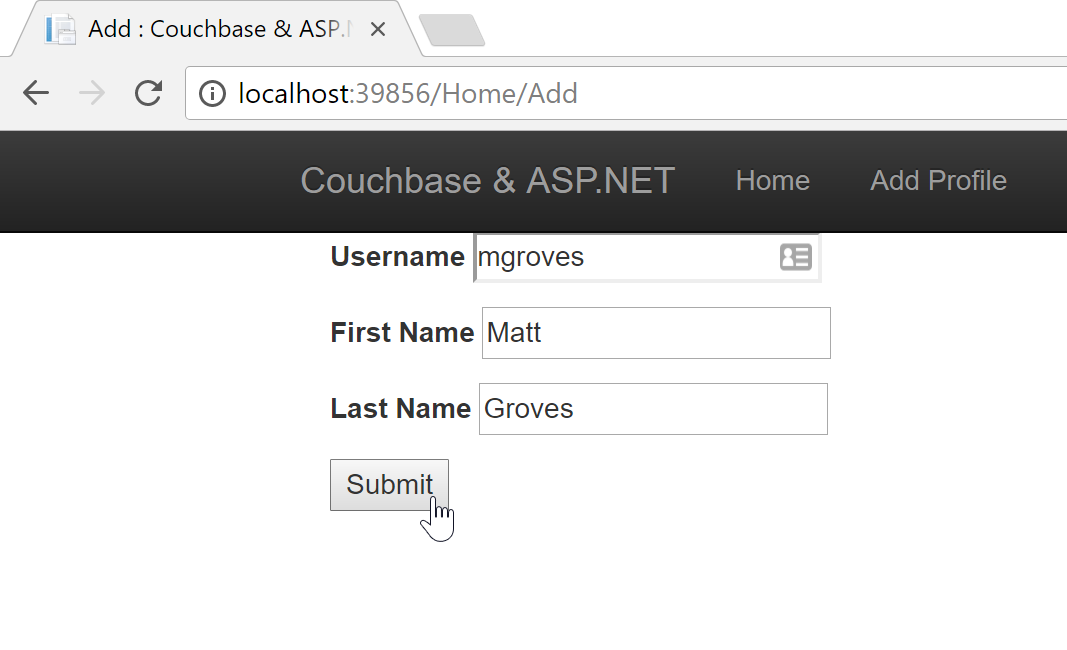 Add : Couchbase & ASP.N
localhost:39856/Home/Add
Couchbase & ASP.NET Home Add Profile
Username mgroves
First Name Matt
Last Name Groves
Submit